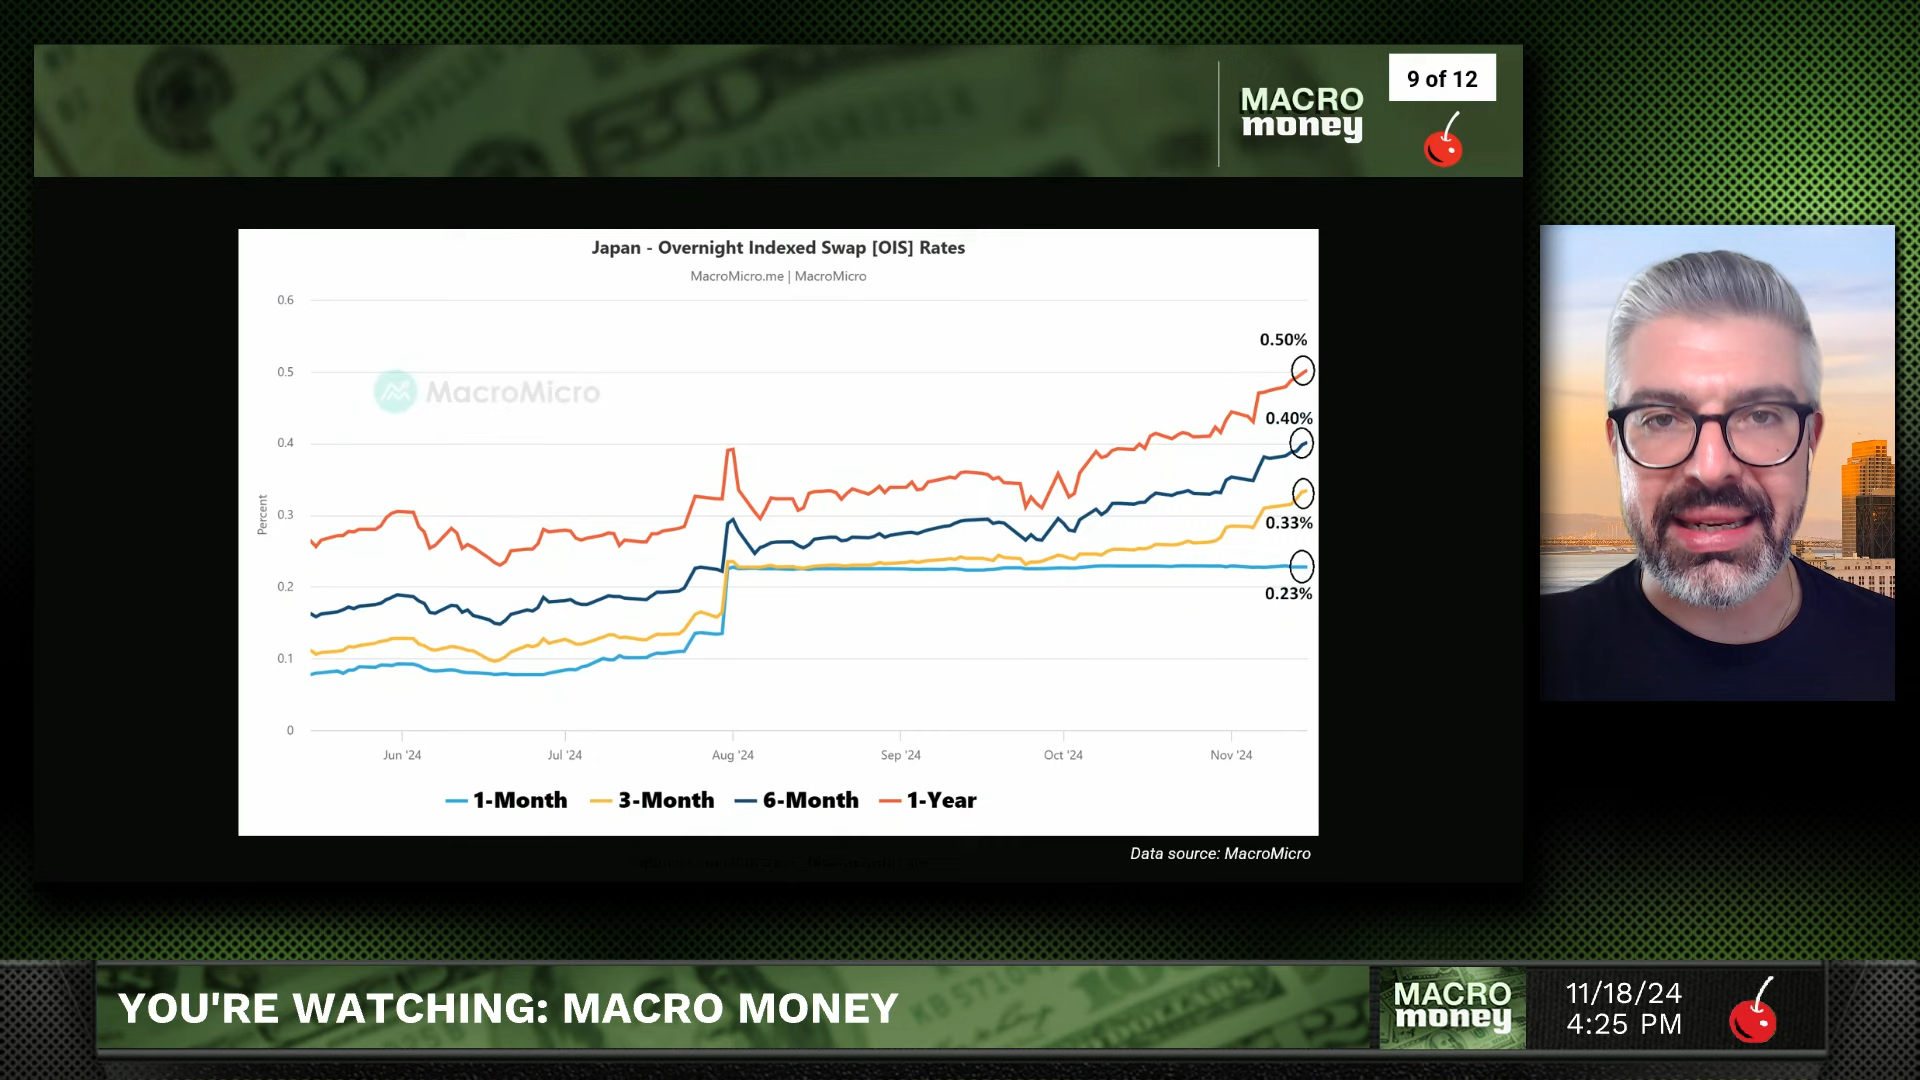 MACRO
money
9 of 12
Japan - Overnight Indexed Swap [OIS] Rates
MacroMicro.me | MacroMicro
MacroMicro
Percent
0.6
0.5
0.4
0.3
0.2
0.1
0
0.50%
0.40%
0.33%
0.23%
Jun '24
Jul '24
Aug '24
Sep '24
Oct '24
Nov '24
1-Month
3-Month
6-Month
1-Year
Data source: MacroMicro
YOU'RE WATCHING: MACRO MONEY
MACRO
money
11/18/24
4:25 PM